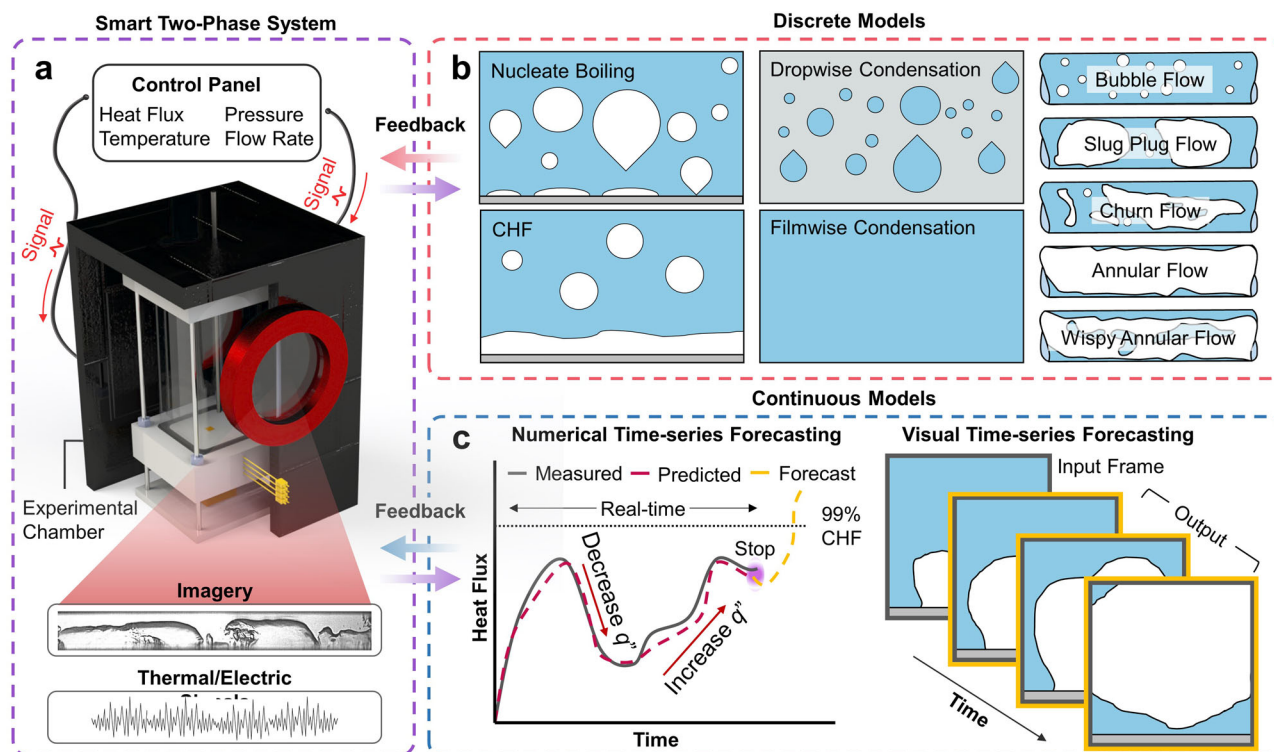 Smart Two-Phase System
a
Control Panel
Heat Flux Pressure
Temperature Flow Rate
Signal
Signal
Experimental
Chamber
Imagery
Thermal/Electric
Feedback
Feedback
Discrete Models
b
Nucleate Boiling
Dropwise Condensation
CHF
Filmwise Condensation
Bubble Flow
Slug Plug Flow
Churn Flow
Annular Flow
Wispy Annular Flow
Continuous Models
c
Numerical Time-series Forecasting
Measured Predicted Forecast
Real-time
99%
CHF
Stop
Decrease q”
Increase q”
Heat Flux
Time
Visual Time-series Forecasting
Input Frame
Output
Time